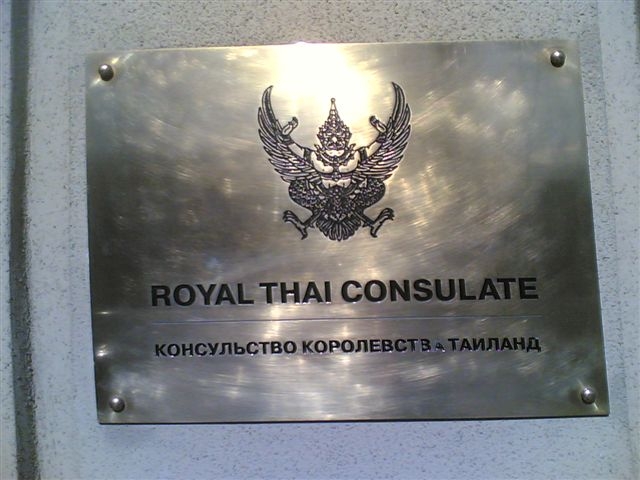 ROYAL THAI CONSULATE
КОНСУЛЬСТВО КОРОЛЕВСТВА ТАИЛАНД